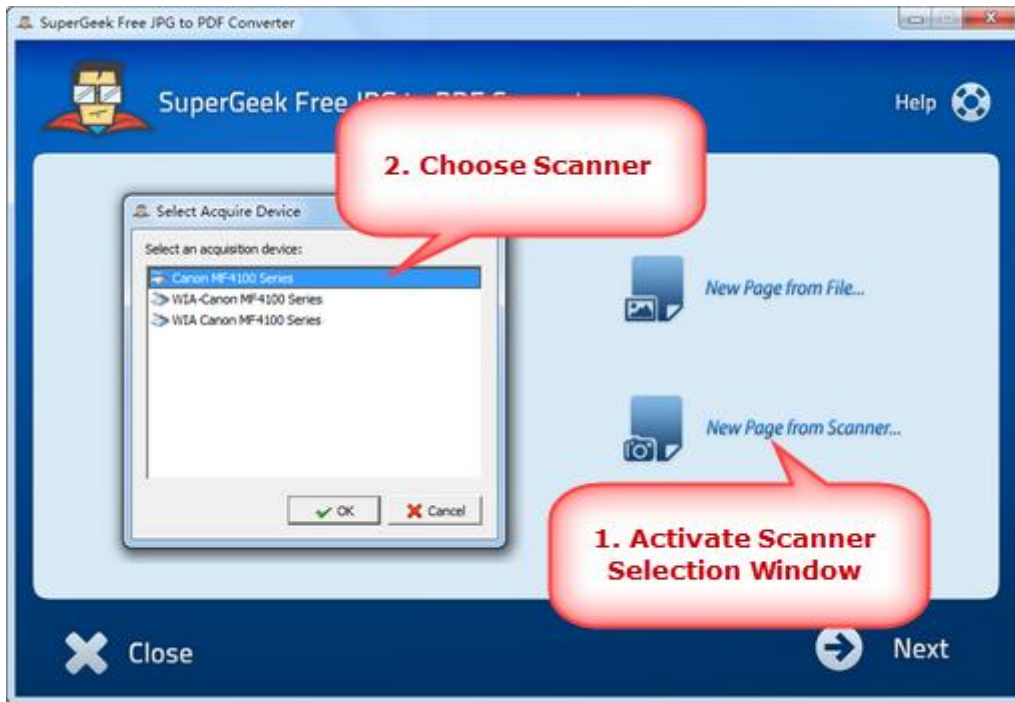 SuperGeek Free JPG to PDF Converter
SuperGeek Free
Help
2. Choose Scanner
Select Acquire Device
Select an acquisition device:
Canon MF4100 Series
WIA-Canon MF4100 Series
WIA Canon MF4100 Series
New Page from File...
New Page from Scanner...
OK
Cancel
1. Activate Scanner
Selection Window
Close
Next